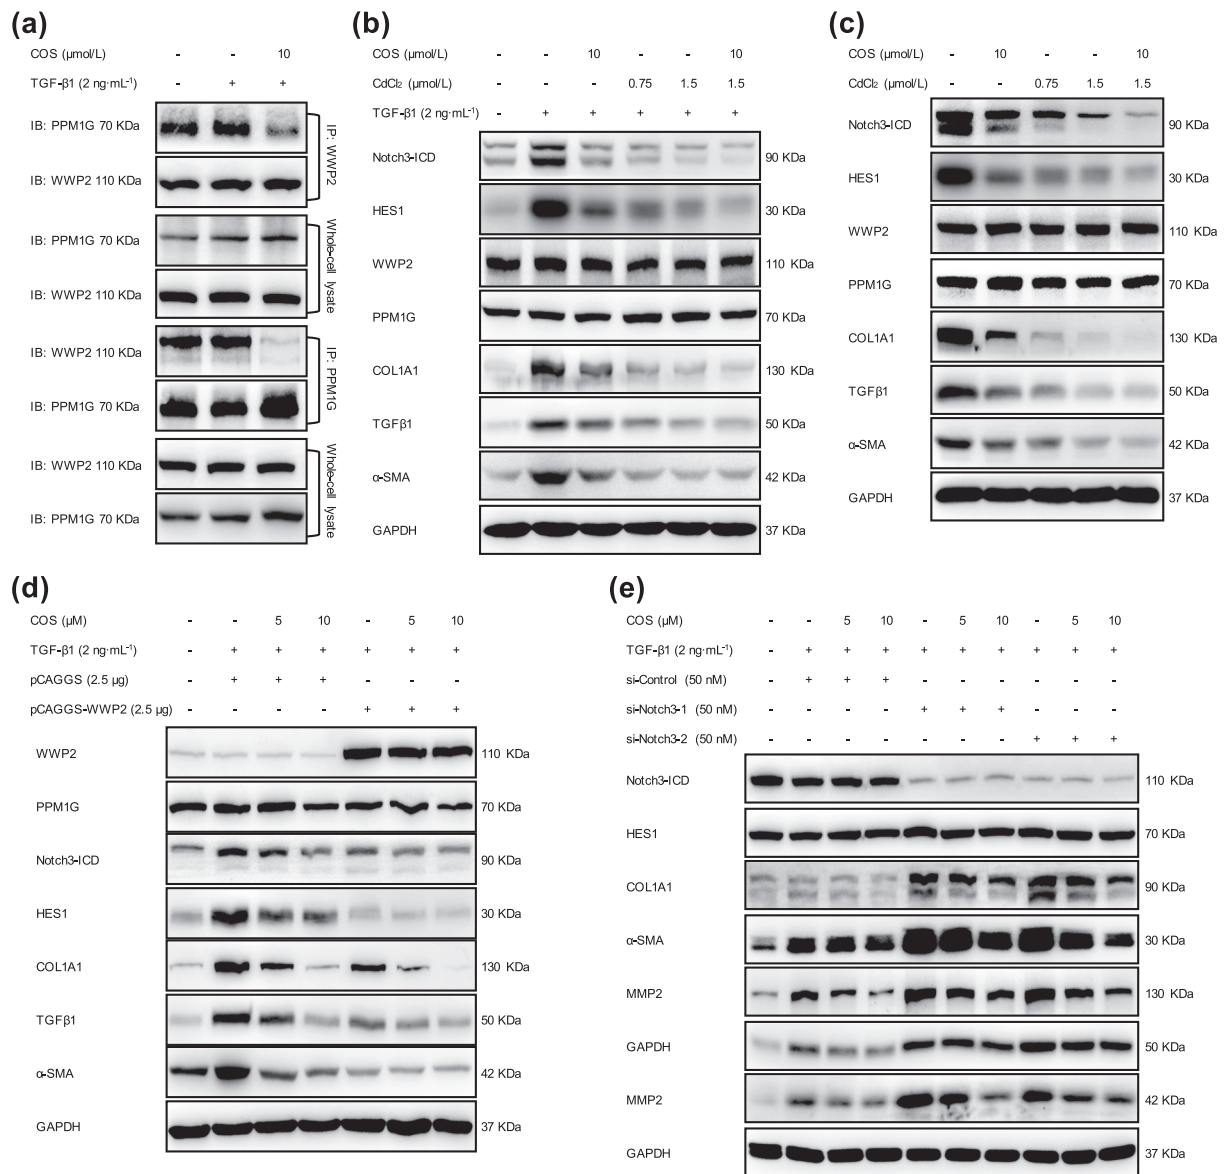 (a)
COS (μmol/L) - - 10
TGF-β1 (2 ng·mL⁻¹) - + +
IB: PPM1G 70 KDa
IB: WWP2 110 KDa
IP: WWP2
IB: PPM1G 70 KDa
IB: WWP2 110 KDa
Whole-cell lysate
IB: WWP2 110 KDa
IB: PPM1G 70 KDa
IP: PPM1G
IB: WWP2 110 KDa
IB: PPM1G 70 KDa
Whole-cell lysate
(b)
COS (μmol/L) - - 10 - - 10
CdCl₂ (μmol/L) - - - 0.75 1.5 1.5
TGF-β1 (2 ng·mL⁻¹) - + + + + +
Notch3-ICD 90 KDa
HES1 30 KDa
WWP2 110 KDa
PPM1G 70 KDa
COL1A1 130 KDa
TGFβ1 50 KDa
α-SMA 42 KDa
GAPDH 37 KDa
(c)
COS (μmol/L) - 10 - - 10
CdCl₂ (μmol/L) - - 0.75 1.5 1.5
Notch3-ICD 90 KDa
HES1 30 KDa
WWP2 110 KDa
PPM1G 70 KDa
COL1A1 130 KDa
TGFβ1 50 KDa
α-SMA 42 KDa
GAPDH 37 KDa
(d)
COS (μM) - - 5 10 - 5 10
TGF-β1 (2 ng·mL⁻¹) - + + + + + +
pCAGGS (2.5 μg) - + + + - - -
pCAGGS-WWP2 (2.5 μg) - - - - + + +
WWP2 110 KDa
PPM1G 70 KDa
Notch3-ICD 90 KDa
HES1 30 KDa
COL1A1 130 KDa
TGFβ1 50 KDa
α-SMA 42 KDa
GAPDH 37 KDa
(e)
COS (μM) - - 5 10 - 5 10 - 5 10
TGF-β1 (2 ng·mL⁻¹) - + + + + + + + + +
si-Control (50 nM) - + + + - - - - - -
si-Notch3-1 (50 nM) - - - - + + + - - -
si-Notch3-2 (50 nM) - - - - - - - + + +
Notch3-ICD 110 KDa
HES1 70 KDa
COL1A1 90 KDa
α-SMA 30 KDa
MMP2 130 KDa
GAPDH 50 KDa
MMP2 42 KDa
GAPDH 37 KDa